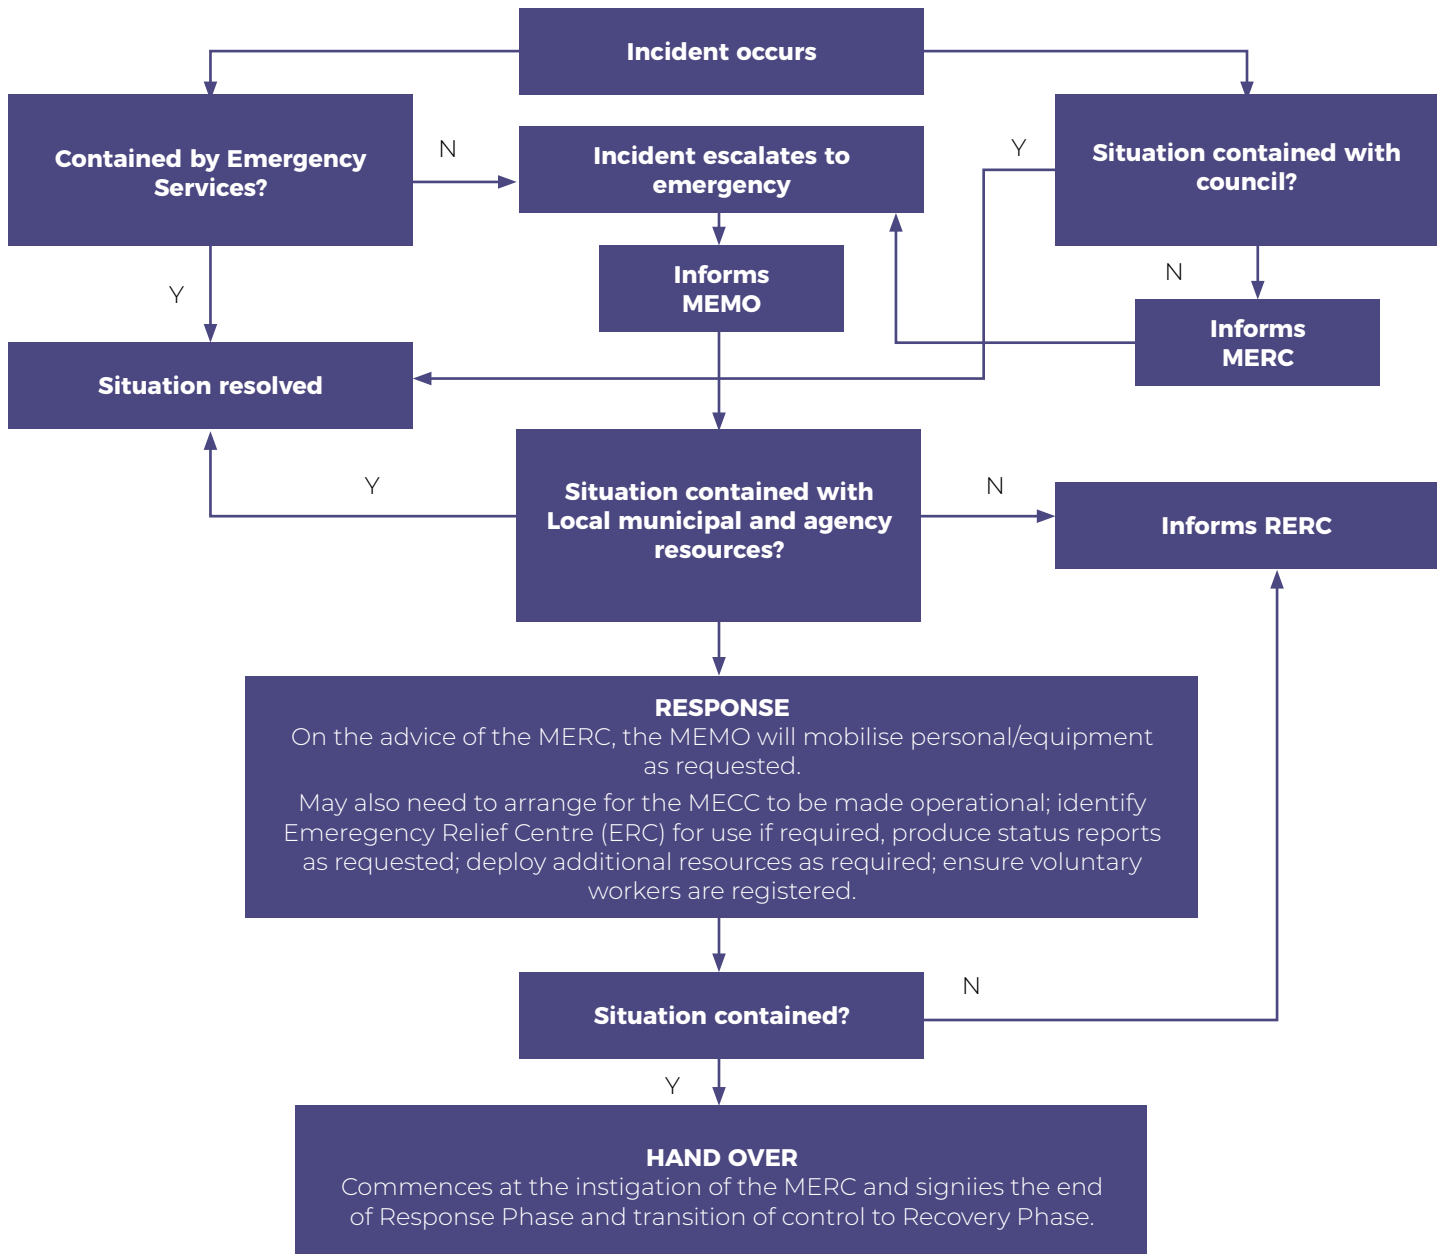 Incident occurs
Contained by Emergency
Services?
N
Incident escalates to
emergency
Y
Situation contained with
council?
Informs
MEMO
N
Y
Informs
MERC
Situation resolved
Y
Situation contained with
Local municipal and agency
resources?
N
Informs RERC
RESPONSE
On the advice of the MERC, the MEMO will mobilise personal/equipment
as requested.
May also need to arrange for the MECC to be made operational; identify
Emeregency Relief Centre (ERC) for use if required, produce status reports
as requested; deploy additional resources as required; ensure voluntary
workers are registered.
Situation contained?
N
Y
HAND OVER
Commences at the instigation of the MERC and signiies the end
of Response Phase and transition of control to Recovery Phase.